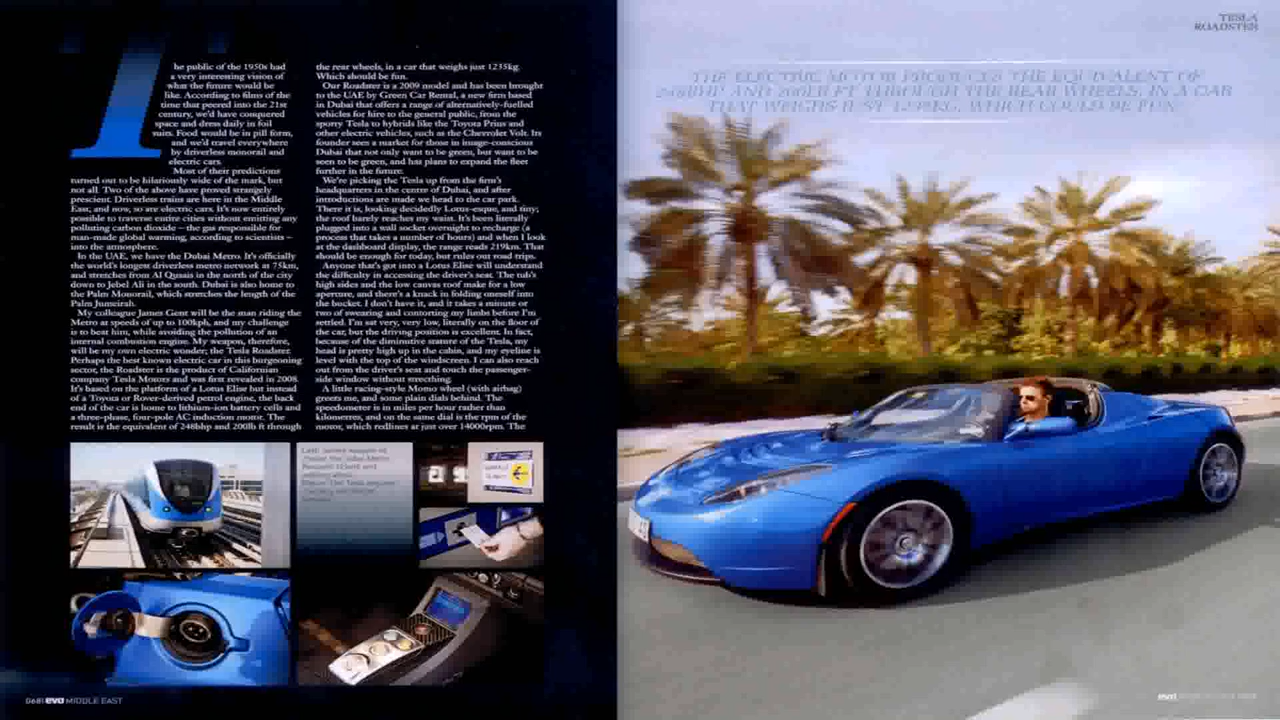 The public of the 1950s had
a very interesting vision of
what the future would be
like. According to films of the
time that peered into the 21st
century, we'd have conquered
space and dress daily in foil
suits. Food would be in pill form,
and we'd travel everywhere
by driverless monorail and
electric cars.
Most of their predictions
turned out to be hilariously wide of the mark, but
not all. Two of the above have proved strangely
prescient. Driverless trains are here in the Middle
East, and now, so are electric cars. It's now entirely
possible to traverse entire cities without emitting any
polluting carbon dioxide – the gas responsible for
man-made global warming, according to scientists –
into the atmosphere.
In the UAE, we have the Dubai Metro. It's officially
the world's longest driverless metro network at 75km,
and stretches from Al Qusais in the north of the city
down to Jebel Ali in the south. Dubai is also home to
the Palm Monorail, which stretches the length of the
Palm Jumeirah.
My colleague James Gent will be the man riding the
Metro at speeds of up to 100kph, and my challenge
is to beat him, while avoiding the pollution of an
internal combustion engine. My weapon, therefore,
will be my own electric wonder; the Tesla Roadster.
Perhaps the best known electric car in this burgeoning
sector, the Roadster is the product of Californian
company Tesla Motors and was first revealed in 2008.
It's based on the platform of a Lotus Elise but instead
of a Toyota or Rover-derived petrol engine, the back
end of the car is home to lithium-ion battery cells and
a three-phase, four-pole AC induction motor. The
result is the equivalent of 248bhp and 200lb ft through
the rear wheels, in a car that weighs just 1235kg.
Which should be fun.
Our Roadster is a 2009 model and has been brought
to the UAE by Green Car Rental, a new firm based
in Dubai that offers a range of alternatively-fuelled
vehicles for hire to the general public, from the
sporty Tesla to hybrids like the Toyota Prius and
other electric vehicles, such as the Chevrolet Volt. Its
founder sees a market for those in image-conscious
Dubai that not only want to be green, but want to be
seen to be green, and has plans to expand the fleet
further in the future.
We're picking the Tesla up from the firm's
headquarters in the centre of Dubai, and after
introductions are made we head to the car park.
There it is, looking decidedly Lotus-esque, and tiny;
the roof barely reaches my waist. It's been literally
plugged into a wall socket overnight to recharge (a
process that takes a number of hours) and when I look
at the dashboard display, the range reads 219km. That
should be enough for today, but rules out road trips.
Anyone that's got into a Lotus Elise will understand
the difficulty in accessing the driver's seat. The tub's
high sides and the low canvas roof make for a low
aperture, and there's a knack in folding oneself into
the bucket. I don't have it, and it takes a minute or
two of swearing and contorting my limbs before I'm
settled. I'm sat very, very low, literally on the floor of
the car, but the driving position is excellent. In fact,
because of the diminutive stature of the Tesla, my
head is pretty high up in the cabin, and my eyeline is
level with the top of the windscreen. I can also reach
out from the driver's seat and touch the passenger-
side window without stretching.
A little racing-style Momo wheel (with airbag)
greets me, and some plain dials behind. The
speedometer is in miles per hour rather than
kilometres, and on the same dial is the rpm of the
motor, which redlines at just over 14000rpm. The
068 evo MIDDLE EAST
TESLA
ROADSTER
THE ELECTRIC MOTOR PRODUCES THE EQUIVALENT OF
248BHP AND 200LB FT THROUGH THE REAR WHEELS, IN A CAR
THAT WEIGHS JUST 1235KG. WHICH COULD BE FUN
evo